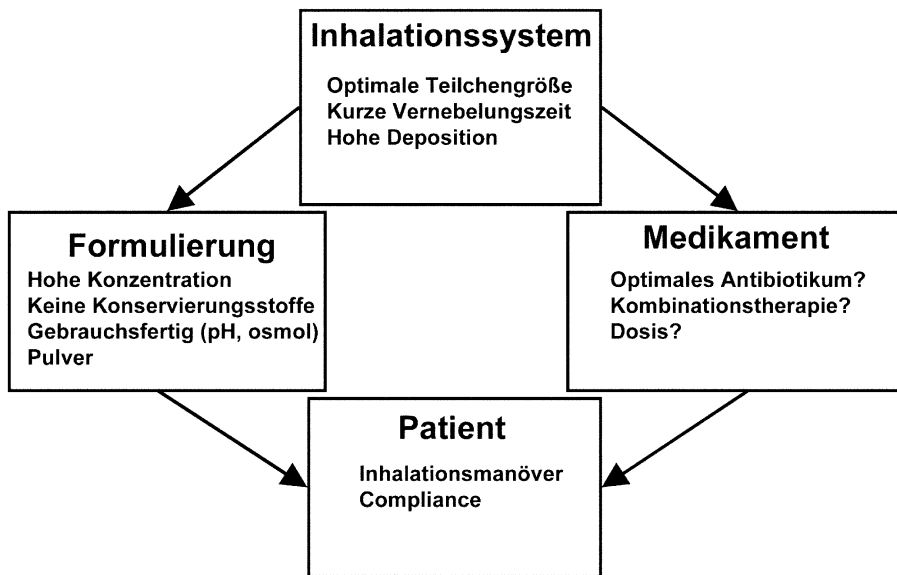 Inhalationssystem
Optimale Teilchengröße
Kurze Vernebelungszeit
Hohe Deposition
Formulierung
Hohe Konzentration
Keine Konservierungsstoffe
Gebrauchsfertig (pH, osmol)
Pulver
Medikament
Optimales Antibiotikum?
Kombinationstherapie?
Dosis?
Patient
Inhalationsmanöver
Compliance